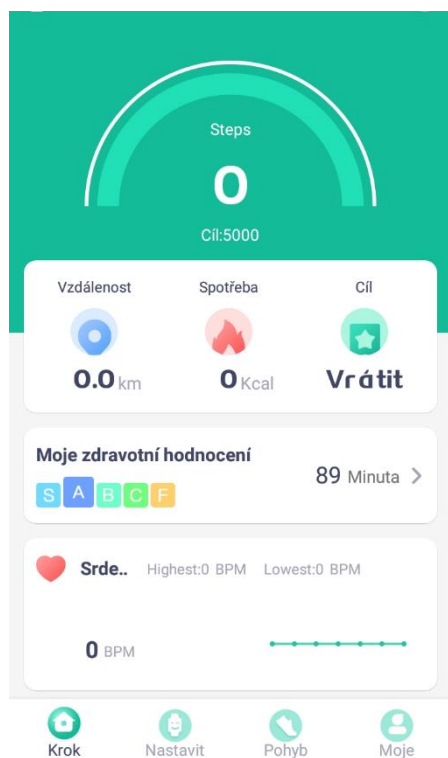 Steps
0
Cíl:5000
Vzdálenost Spotřeba Cíl
0.0 km 0 Kcal Vrátit
Moje zdravotní hodnocení
S A B C F
89 Minuta >
Srde.. Highest:0 BPM Lowest:0 BPM
0 BPM
Krok Nastavit Pohyb Moje